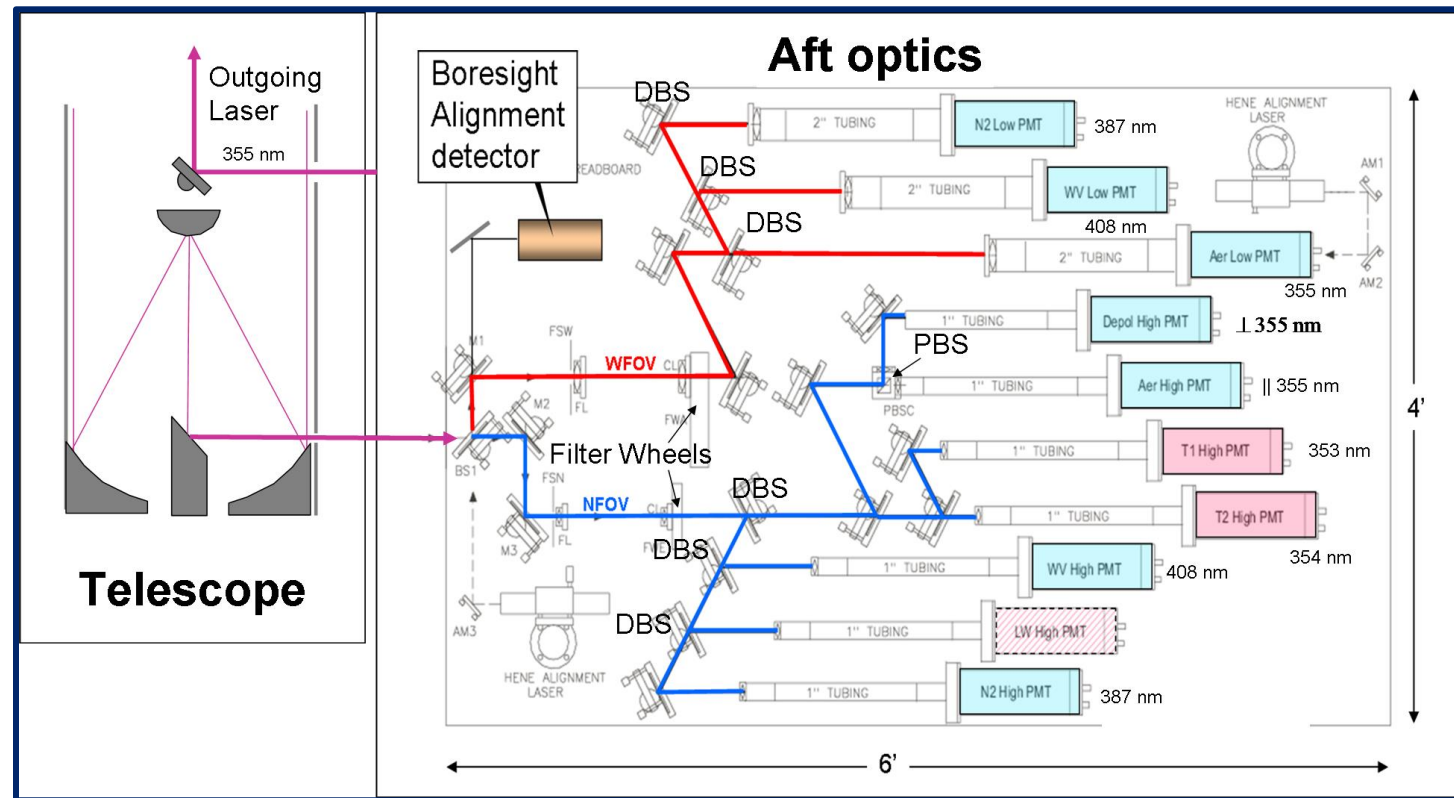 Outgoing
Laser
355 nm
Telescope
Aft optics
Boresight
Alignment
detector
READBOARD
DBS
2" TUBING
N2 Low PMT
387 nm
HENE ALIGNMENT
LASER
AM1
DBS
2" TUBING
WV Low PMT
408 nm
DBS
2" TUBING
Aer Low PMT
355 nm
AM2
1" TUBING
Depol High PMT
⊥ 355 nm
PBS
PBSC
1" TUBING
Aer High PMT
|| 355 nm
M1
FSW
WFOV
FL
CL
FWA
M2
BS1
Filter Wheels
1" TUBING
T1 High PMT
353 nm
FSN
NFOV
M3
FL
CL
DBS
1" TUBING
T2 High PMT
354 nm
DBS
1" TUBING
WV High PMT
408 nm
DBS
1" TUBING
LW High PMT
1" TUBING
N2 High PMT
387 nm
AM3
HENE ALIGNMENT
LASER
4'
6'